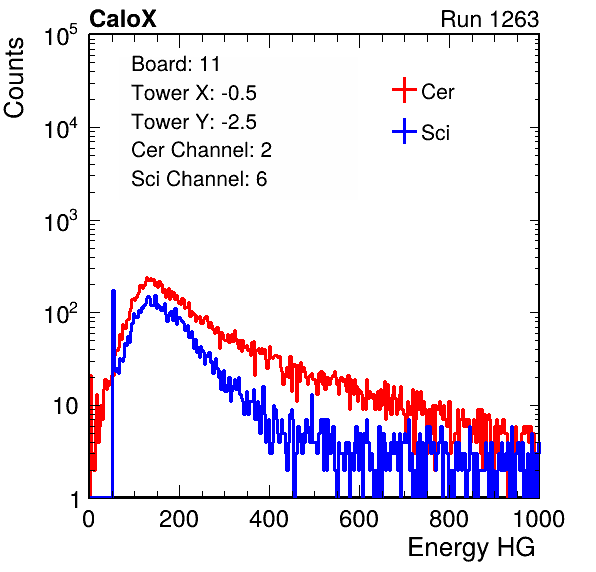 CaloX Run 1263
Counts
Board: 11
Tower X: -0.5
Tower Y: -2.5
Cer Channel: 2
Sci Channel: 6
Cer
Sci
10^5
10^4
10^3
10^2
10
1
0 200 400 600 800 1000
Energy HG